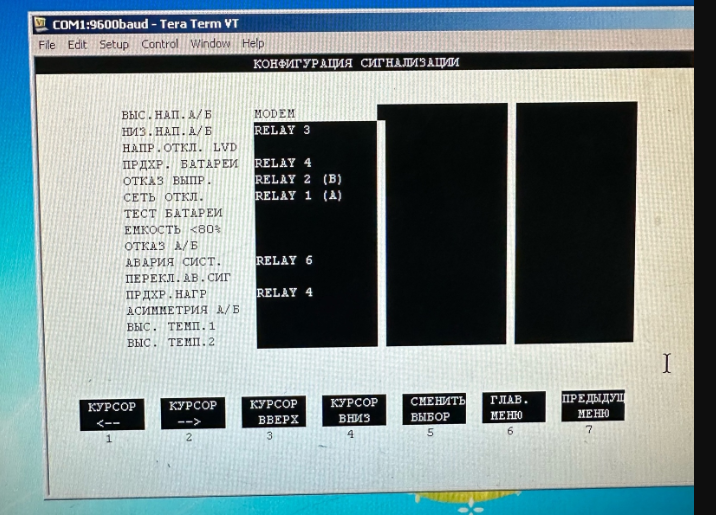 COM1:9600baud - Tera Term VT
File Edit Setup Control Window Help
КОНФИГУРАЦИЯ СИГНАЛИЗАЦИИ
ВЫС.НАП.А/Б MODEM
НИЗ.НАП.А/Б RELAY 3
НАПР.ОТКЛ. LVD
ПРДХР. БАТАРЕИ RELAY 4
ОТКАЗ ВЫПР. RELAY 2 (B)
СЕТЬ ОТКЛ. RELAY 1 (A)
ТЕСТ БАТАРЕИ
ЕМКОСТЬ <80%
ОТКАЗ А/Б
АВАРИЯ СИСТ. RELAY 6
ПЕРЕКЛ.АВ.СИГ
ПРДХР.НАГР RELAY 4
АСИММЕТРИЯ А/Б
ВЫС. ТЕМП.1
ВЫС. ТЕМП.2
КУРСОР КУРСОР КУРСОР КУРСОР СМЕНИТЬ ГЛАВ. ПРЕДЫДУЩ
<-- --> ВВЕРХ ВНИЗ ВЫБОР МЕНЮ МЕНЮ
1 2 3 4 5 6 7